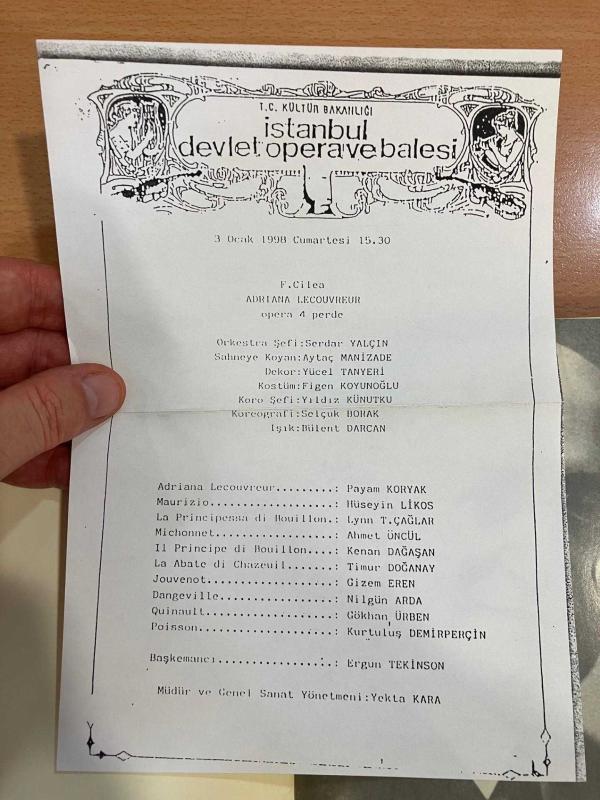 T.C. KÜLTÜR BAKANLIĞI
istanbul
devlet opera ve balesi
3 Ocak 1998 Cumartesi 15.30
F.Cilea
ADRIANA LECOUVREUR
opera 4 perde
Orkestra Şefi:Serdar YALÇIN
Sahneye Koyan:Aytaç MANİZADE
Dekor:Yücel TANYERİ
Kostüm:Figen KOYUNOĞLU
Koro Şefi:Yıldız KÜNUTKU
Koreografi:Selçuk BORAK
Işık:Bülent DARCAN
Adriana Lecouvreur.........: Payam KORYAK
Maurizio...................: Hüseyin LİKOS
La Principessa di Bouillon.: Lynn T.ÇAĞLAR
Michonnet..................: Ahmet ÜNCÜL
Il Principe di Bouillon....: Kenan DAĞAŞAN
La Abate di Chazeuil.......: Timur DOĞANAY
Jouvenot...................: Gizem EREN
Dangeville.................: Nilgün ARDA
Quinault...................: Gökhan ÜRBEN
Poisson....................: Kurtuluş DEMİRPERÇİN
Başkemancı.................: Ergun TEKİNSON
Müdür ve Genel Sanat Yönetmeni:Yekta KARA